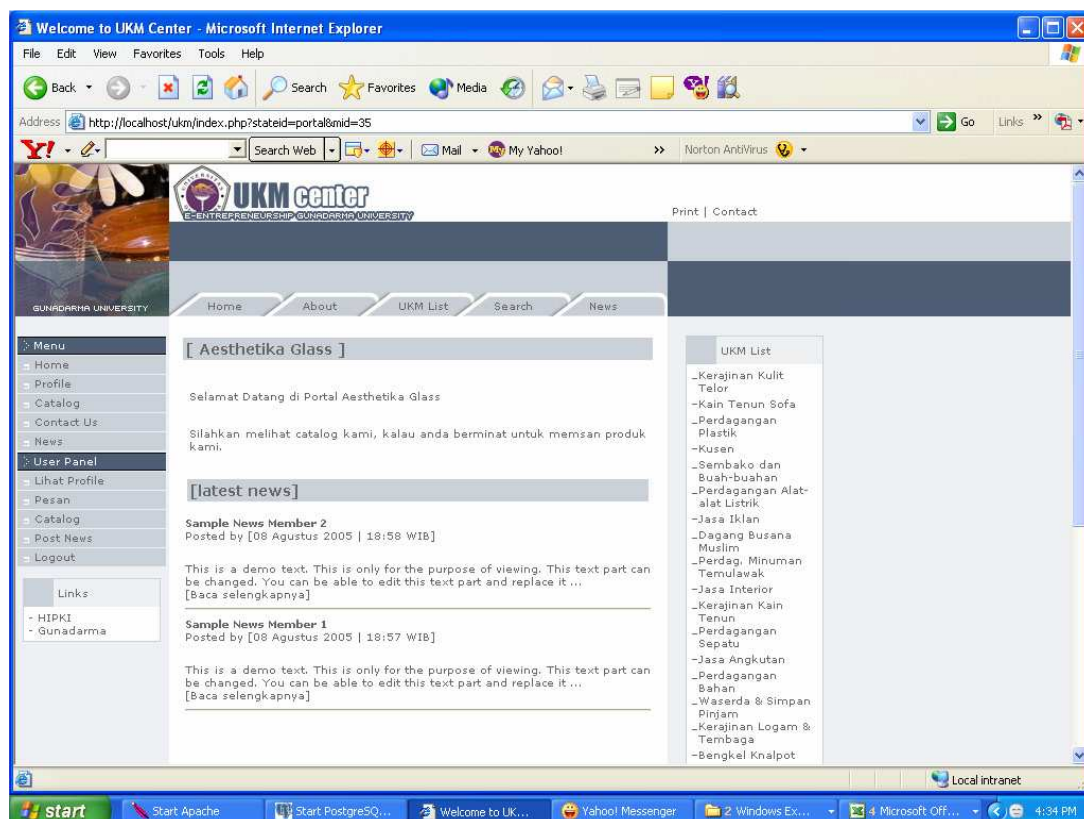 Welcome to UKM Center - Microsoft Internet Explorer
File Edit View Favorites Tools Help
Back Search Favorites Media
Address http://localhost/ukm/index.php?stateid=portal&mid=35 Go Links »
Y! Search Web Mail My Yahoo! » Norton AntiVirus
UKM center
E-ENTREPRENEURSHIP GUNADARMA UNIVERSITY
Print | Contact
GUNADARMA UNIVERSITY
Home About UKM List Search News
Menu
Home
Profile
Catalog
Contact Us
News
User Panel
Lihat Profile
Pesan
Catalog
Post News
Logout
Links
- HIPKI
- Gunadarma
[ Aesthetika Glass ]
Selamat Datang di Portal Aesthetika Glass
Silahkan melihat catalog kami, kalau anda berminat untuk memsan produk
kami.
[latest news]
Sample News Member 2
Posted by [08 Agustus 2005 | 18:58 WIB]
This is a demo text. This is only for the purpose of viewing. This text part can
be changed. You can be able to edit this text part and replace it ...
[Baca selengkapnya]
Sample News Member 1
Posted by [08 Agustus 2005 | 18:57 WIB]
This is a demo text. This is only for the purpose of viewing. This text part can
be changed. You can be able to edit this text part and replace it ...
[Baca selengkapnya]
UKM List
-Kerajinan Kulit
Telor
-Kain Tenun Sofa
-Perdagangan
Plastik
-Kusen
-Sembako dan
Buah-buahan
-Perdagangan Alat-
alat Listrik
-Jasa Iklan
-Dagang Busana
Muslim
-Perdag. Minuman
Temulawak
-Jasa Interior
-Kerajinan Kain
Tenun
-Perdagangan
Sepatu
-Jasa Angkutan
-Perdagangan
Bahan
-Waserda & Simpan
Pinjam
-Kerajinan Logam &
Tembaga
-Bengkel Knalpot
Local intranet
start Start Apache Start PostgreSQ... Welcome to UK... Yahoo! Messenger 2 Windows Ex... 4 Microsoft Off... 4:34 PM